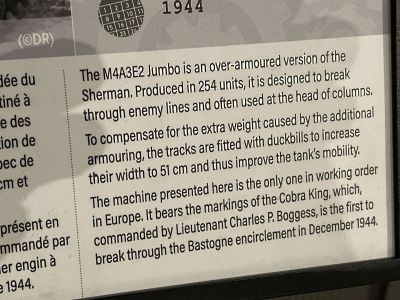 1944
(©DR)
The M4A3E2 Jumbo is an over-armoured version of the
Sherman. Produced in 254 units, it is designed to break
through enemy lines and often used at the head of columns.
To compensate for the extra weight caused by the additional
armouring, the tracks are fitted with duckbills to increase
their width to 51 cm and thus improve the tank's mobility.
The machine presented here is the only one in working order
in Europe. It bears the markings of the Cobra King, which,
commanded by Lieutenant Charles P. Boggess, is the first to
break through the Bastogne encirclement in December 1944.
dée du
tiné à
e des
tion de
bec de
cm et
présent en
mmandé par
ier engin à
e 1944.